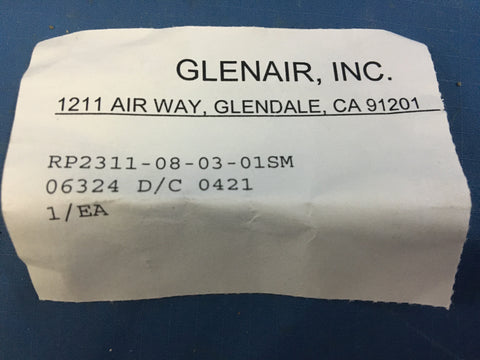 GLENAIR, INC.
1211 AIR WAY, GLENDALE, CA 91201
RP2311-08-03-01SM
06324 D/C 0421
1/EA